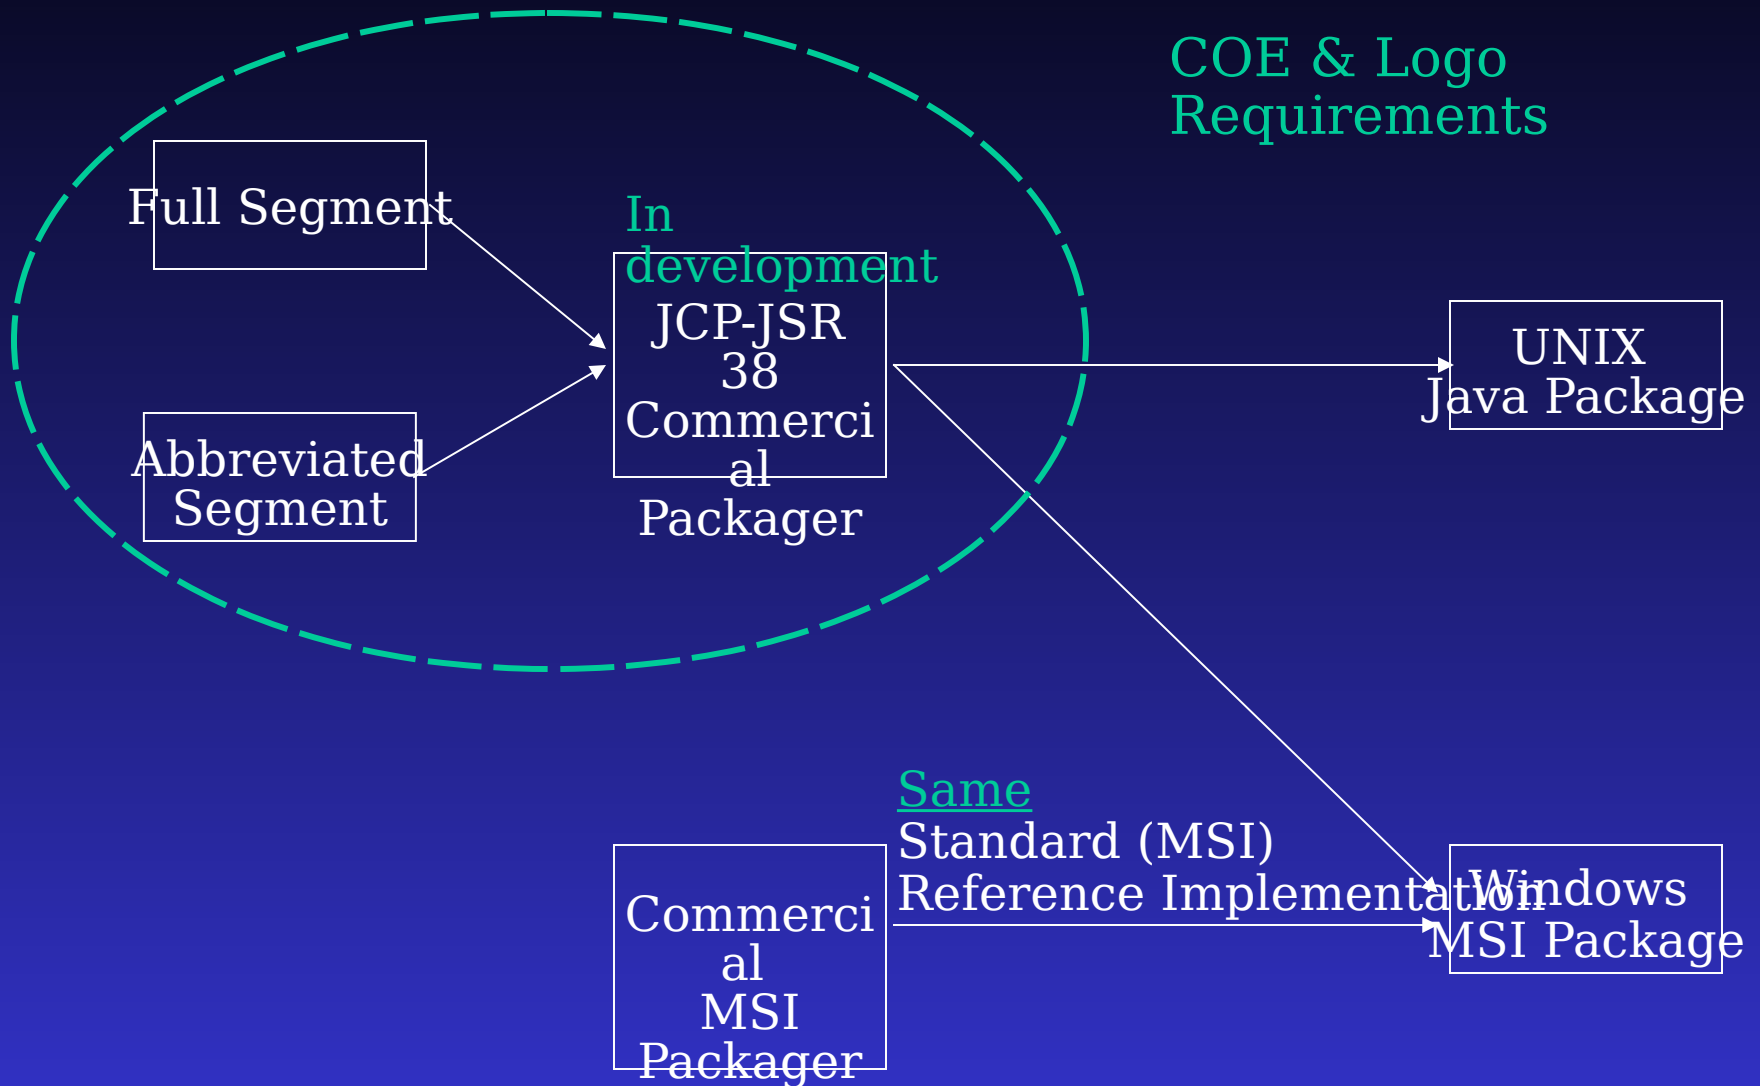 COE & Logo
Requirements
Full Segment
In
development
JCP-JSR
38
Commerci
al
Packager
UNIX
Java Package
Abbreviated
Segment
Same
Standard (MSI)
Reference Implementation
Windows
MSI Package
Commerci
al
MSI
Packager